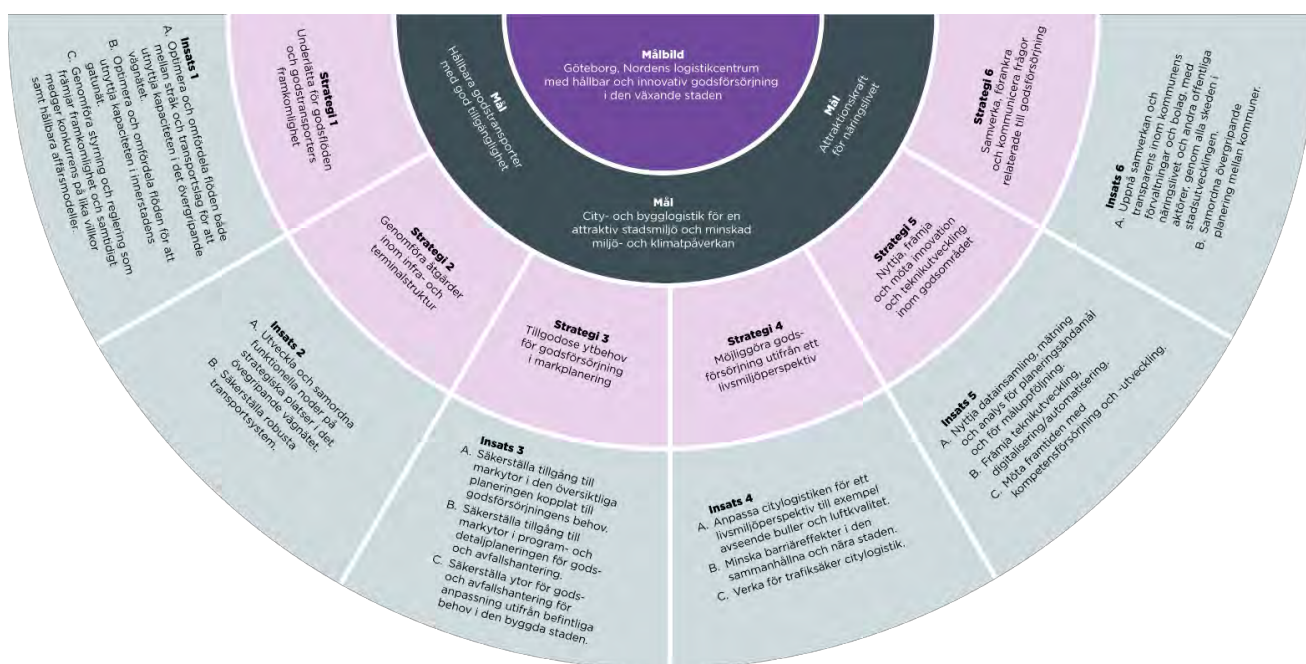 Målbild
Göteborg, Nordens logistikcentrum
med hållbar och innovativ godsförsörjning
i den växande staden
Mål
Hållbara godstransporter
med god tillgänglighet
Mål
City- och bygglogistik för en
attraktiv stadsmiljö och minskad
miljö- och klimatpåverkan
Mål
Attraktionskraft
för näringslivet
Strategi 1
Underlätta för godsflöden
och godstransporters
framkomlighet
Strategi 2
Genomföra åtgärder
inom infra- och
terminalstruktur
Strategi 3
Tillgodose ytbehov
för godsförsörjning
i markplanering
Strategi 4
Möjliggöra gods-
försörjning utifrån ett
livsmiljöperspektiv
Strategi 5
Nyttja, främja
och möta innovation
och teknikutveckling
inom godsområdet
Strategi 6
Samverka, förankra
och kommunicera frågor
relaterade till godsförsörjning
Insats 1
A. Optimera och omfördela flöden både
mellan stråk och transportslag för att
utnyttja kapaciteten i det övergripande
vägnätet.
B. Optimera och omfördela flöden för att
utnyttja kapaciteten i innerstadens
gatunät.
C. Genomföra styrning och reglering som
främjar framkomlighet och samtidigt
medger konkurrens på lika villkor
samt hållbara affärsmodeller.
Insats 2
A. Utveckla och samordna
funktionella noder på
strategiska platser i det
övergripande vägnätet.
B. Säkerställa robusta
transportsystem.
Insats 3
A. Säkerställa tillgång till
markytor i den översiktliga
planeringen kopplat till
godsförsörjningens behov.
B. Säkerställa tillgång till
markytor i program- och
detaljplaneringen för gods-
och avfallshantering.
C. Säkerställa ytor för gods-
och avfallshantering för
anpassning utifrån befintliga
behov i den byggda staden.
Insats 4
A. Anpassa citylogistiken för ett
livsmiljöperspektiv till exempel
avseende buller och luftkvalitet.
B. Minska barriäreffekter i den
sammanhållna och nära staden.
C. Verka för trafiksäker citylogistik.
Insats 5
A. Nyttja datainsamling, mätning
och analys för planeringsändamål
och för måluppföljning.
B. Främja teknikutveckling,
digitalisering/automatisering.
C. Möta framtiden med
kompetensförsörjning och -utveckling.
Insats 6
A. Uppnå samverkan och
transparens inom kommunens
förvaltningar och bolag, med
näringslivet och andra offentliga
aktörer, genom alla skeden i
stadsutvecklingen.
B. Samordna övergripande
planering mellan kommuner.